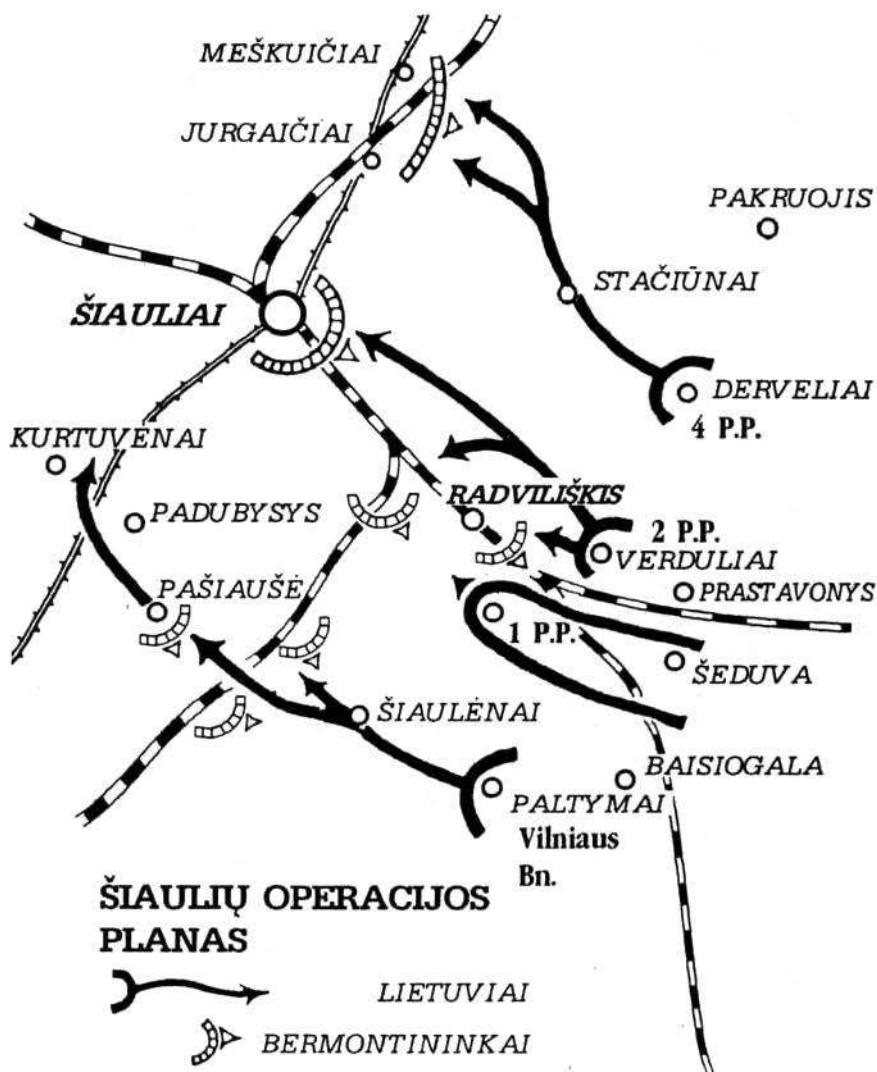 MEŠKUIČIAI
JURGAIČIAI
PAKRUOJIS
STAČIŪNAI
ŠIAULIAI
DERVELIAI
4 P.P.
KURTUVĖNAI
RADVILIŠKIS
PADUBYSYS
2 P.P.
VERDULIAI
PAŠIAUŠĖ
PRASTAVONYS
1 P.P.
ŠEDUVA
ŠIAULĖNAI
BAISIOGALA
PALTYMAI
Vilniaus
Bn.
ŠIAULIŲ OPERACIJOS
PLANAS
LIETUVIAI
BERMONTININKAI